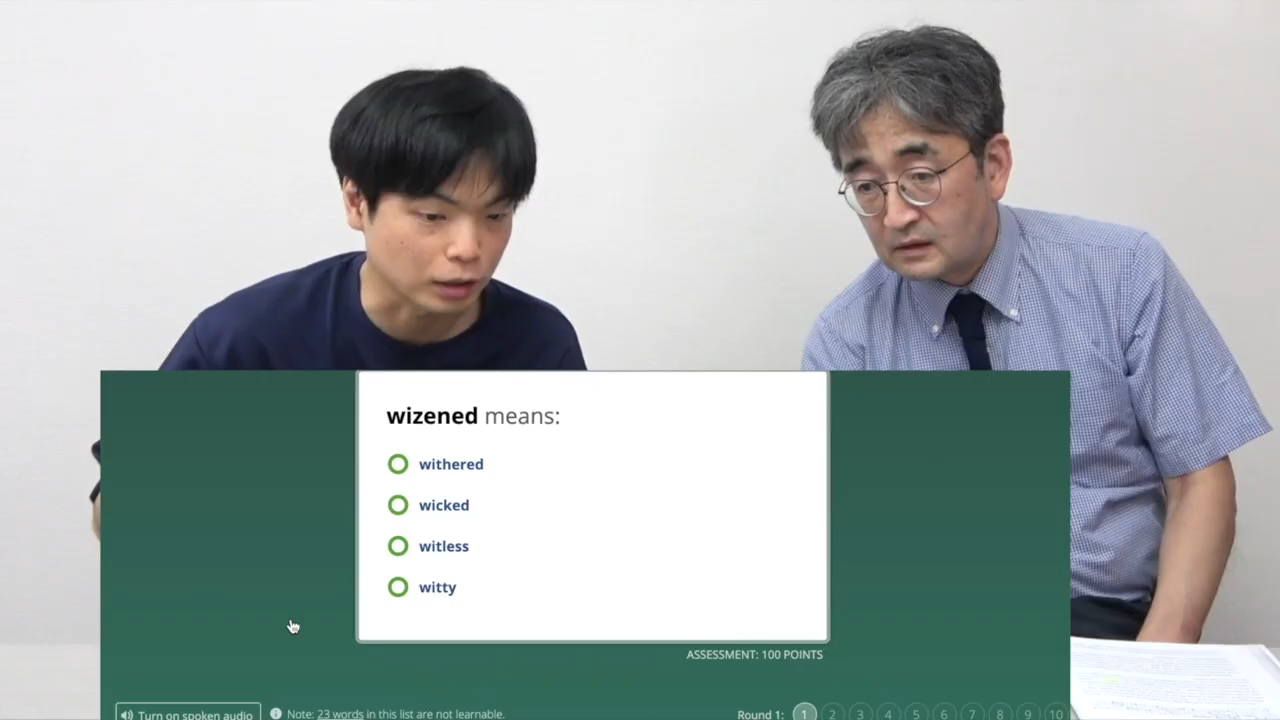 wizened means:
withered
wicked
witless
witty
ASSESSMENT: 100 POINTS
Turn on spoken audio
Note: 23 words in this list are not learnable.
Round 1: 1 2 3 4 5 6 7 8 9 10